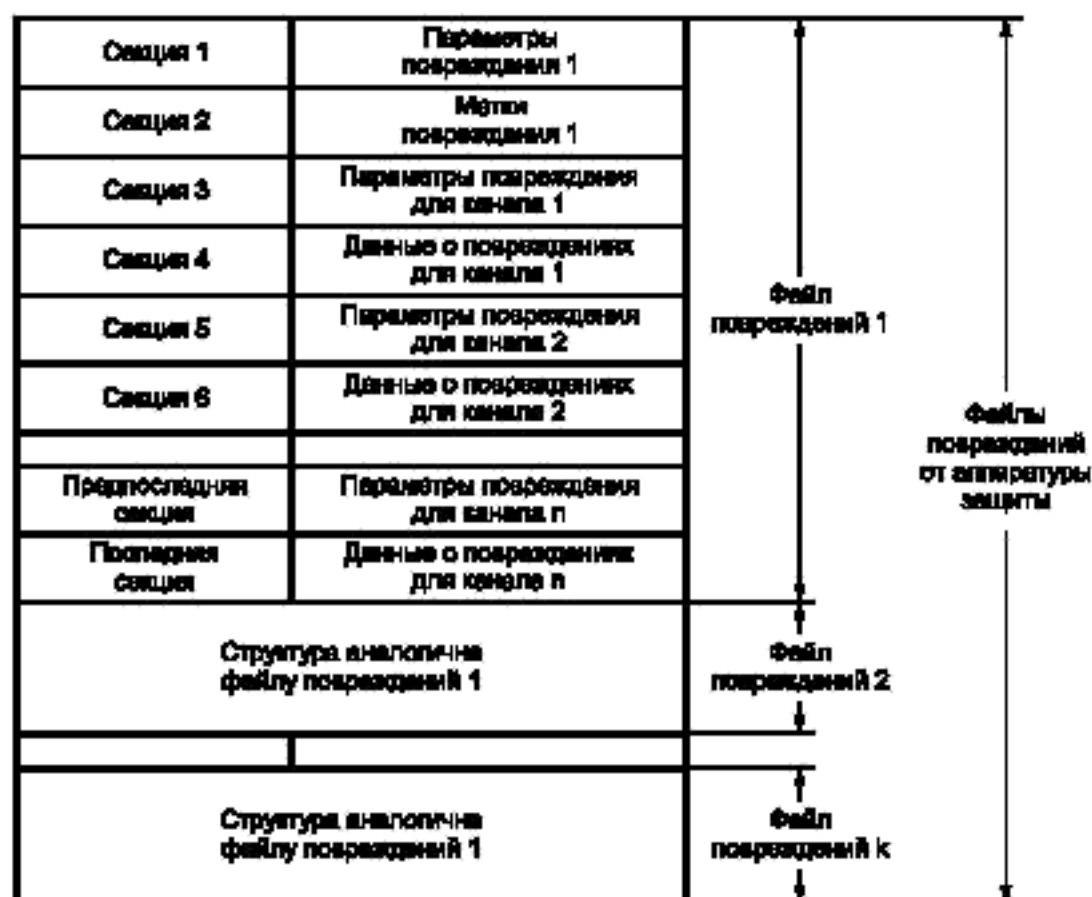 Секция 1
Параметры
повреждения 1
Секция 2
Метки
повреждения 1
Секция 3
Параметры повреждения
для канала 1
Секция 4
Данные о повреждениях
для канала 1
Секция 5
Параметры повреждения
для канала 2
Секция 6
Данные о повреждениях
для канала 2
Предпоследняя
секция
Параметры повреждения
для канала n
Последняя
секция
Данные о повреждениях
для канала n
Файл
повреждений 1
Структура аналогична
файлу повреждений 1
Файл
повреждений 2
Структура аналогична
файлу повреждений 1
Файл
повреждений k
Файлы
повреждений
от аппаратуры
защиты